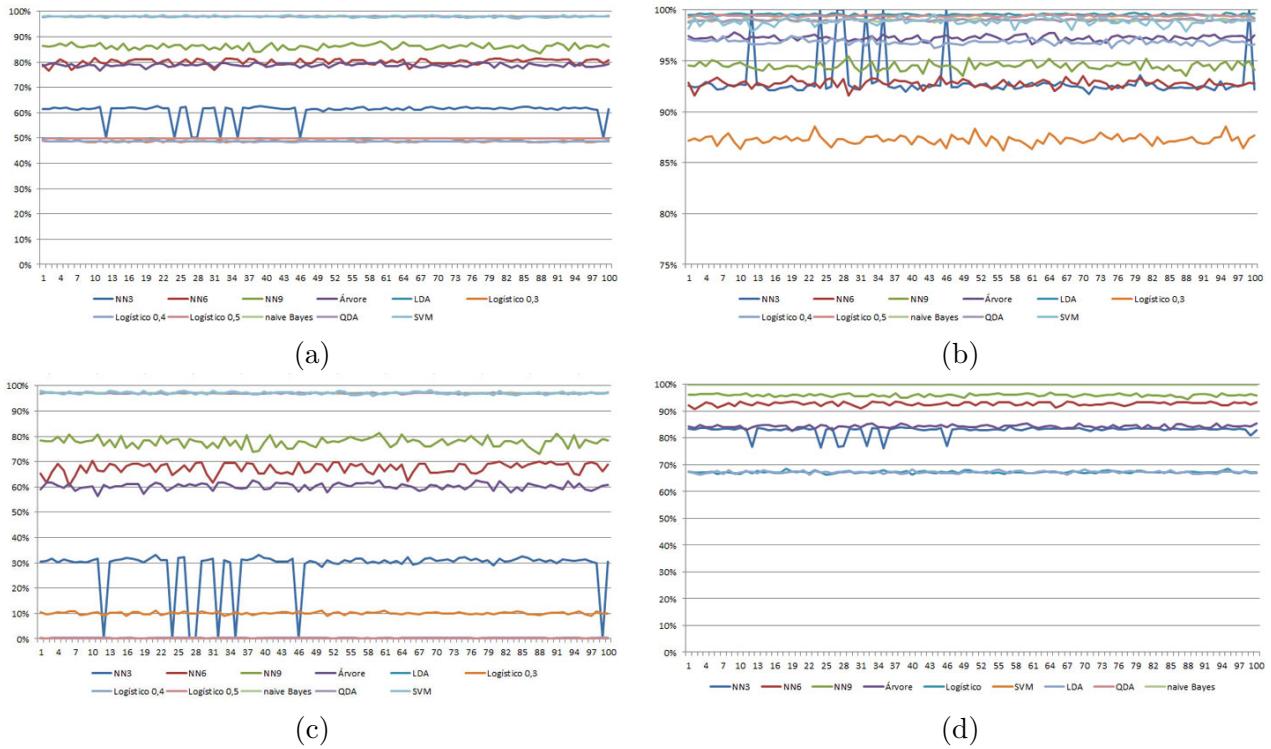 100%
90%
80%
70%
60%
50%
40%
30%
20%
10%
0%
1 4 7 10 13 16 19 22 25 28 31 34 37 40 43 46 49 52 55 58 61 64 67 70 73 76 79 82 85 88 91 94 97 100
NN3 NN6 NN9 Árvore LDA Logístico 0,3
Logístico 0,4 Logístico 0,5 naive Bayes QDA SVM
(a)
100%
95%
90%
85%
80%
75%
1 4 7 10 13 16 19 22 25 28 31 34 37 40 43 46 49 52 55 58 61 64 67 70 73 76 79 82 85 88 91 94 97 100
NN3 NN6 NN9 Árvore LDA Logístico 0,3
Logístico 0,4 Logístico 0,5 naive Bayes QDA SVM
(b)
100%
90%
80%
70%
60%
50%
40%
30%
20%
10%
0%
1 4 7 10 13 16 19 22 25 28 31 34 37 40 43 46 49 52 55 58 61 64 67 70 73 76 79 82 85 88 91 94 97 100
NN3 NN6 NN9 Árvore LDA Logístico 0,3
Logístico 0,4 Logístico 0,5 naive Bayes QDA SVM
(c)
100%
90%
80%
70%
60%
50%
40%
30%
20%
10%
0%
1 4 7 10 13 16 19 22 25 28 31 34 37 40 43 46 49 52 55 58 61 64 67 70 73 76 79 82 85 88 91 94 97 100
NN3 NN6 NN9 Árvore Logístico SVM LDA QDA naive Bayes
(d)